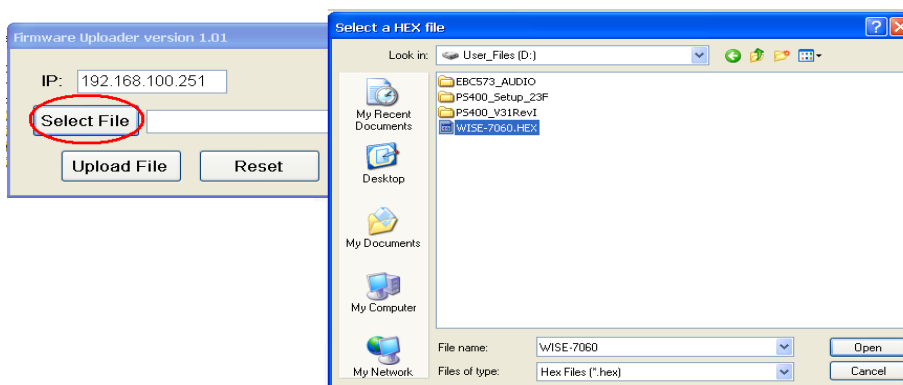 Firmware Uploader version 1.01
IP: 192.168.100.251
Select File
Upload File Reset
Select a HEX file
Look in: User_Files (D:)
My Recent Documents
Desktop
My Documents
My Computer
My Network
EBC573_AUDIO
PS400_Setup_23F
PS400_V31RevI
WISE-7060.HEX
File name: WISE-7060 Open
Files of type: Hex Files (*.hex) Cancel